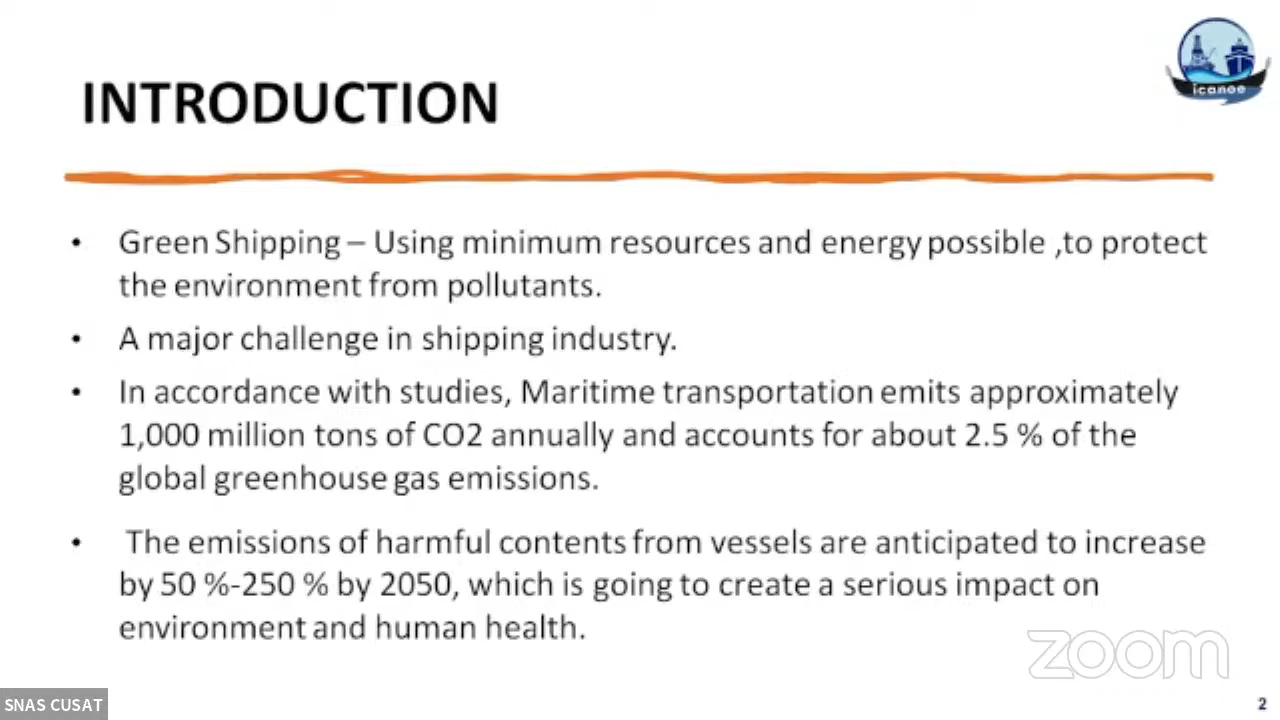 icanoe
INTRODUCTION
• Green Shipping – Using minimum resources and energy possible ,to protect
the environment from pollutants.
• A major challenge in shipping industry.
• In accordance with studies, Maritime transportation emits approximately
1,000 million tons of CO2 annually and accounts for about 2.5 % of the
global greenhouse gas emissions.
• The emissions of harmful contents from vessels are anticipated to increase
by 50 %-250 % by 2050, which is going to create a serious impact on
environment and human health.
zoom
SNAS CUSAT
2